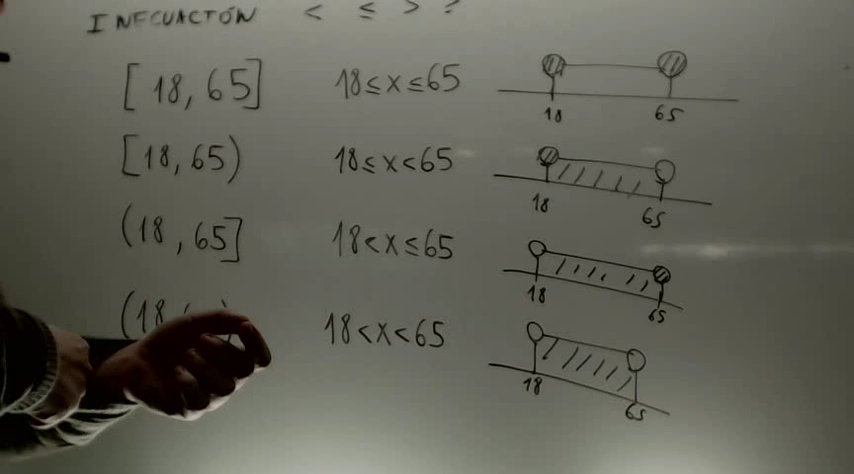 INECUACIÓN < ≤ > ≥
[18, 65] 18≤x≤65 18 65
[18, 65) 18≤x<65 18 65
(18, 65] 18<x≤65 18 65
(18 18<x<65 18 65